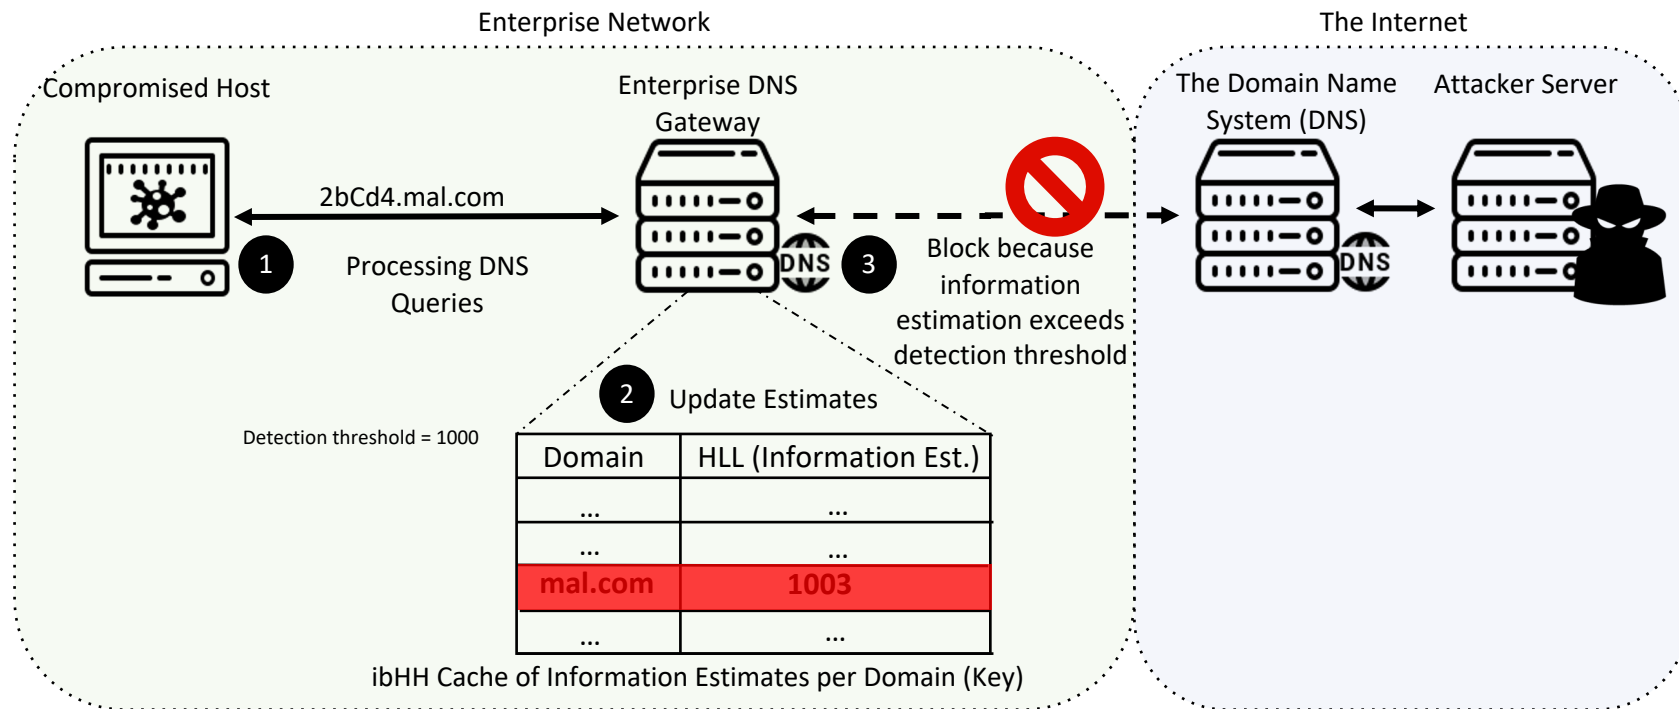 Enterprise Network
The Internet
Compromised Host
Enterprise DNS
Gateway
The Domain Name
System (DNS)
Attacker Server
2bCd4.mal.com
1
Processing DNS
Queries
DNS
3
Block because
information
estimation exceeds
detection threshold
DNS
2
Update Estimates
Detection threshold = 1000
Domain
HLL (Information Est.)
...
...
...
...
mal.com
1003
...
...
ibHH Cache of Information Estimates per Domain (Key)